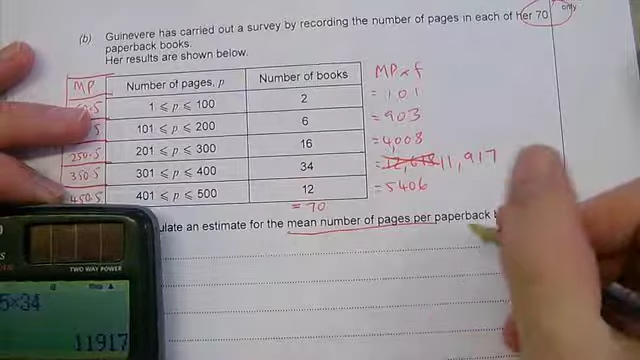 only
(b) Guinevere has carried out a survey by recording the number of pages in each of her 70
paperback books.
Her results are shown below.
MP Number of pages, p Number of books MP × f
1 ⩽ p ⩽ 100 2 = 101
101 ⩽ p ⩽ 200 6 = 903
250.5 201 ⩽ p ⩽ 300 16 = 4,008
350.5 301 ⩽ p ⩽ 400 34 = 11,917
450.5 401 ⩽ p ⩽ 500 12 = 5406
= 70
ulate an estimate for the mean number of pages per paperback
TWO WAY POWER
5×34
11917